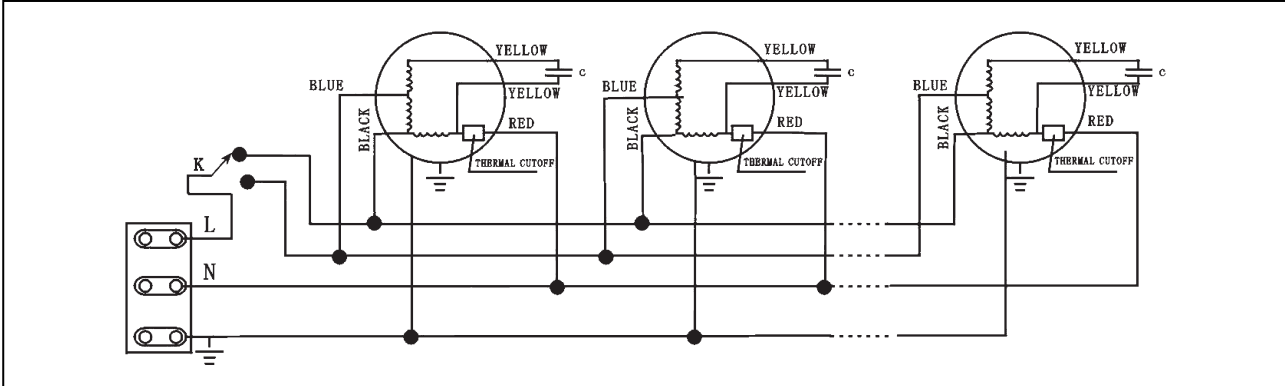 YELLOW
C
BLUE
YELLOW
BLACK
RED
THERMAL CUTOFF
YELLOW
C
BLUE
YELLOW
BLACK
RED
THERMAL CUTOFF
YELLOW
C
BLUE
YELLOW
BLACK
RED
THERMAL CUTOFF
K
L
N